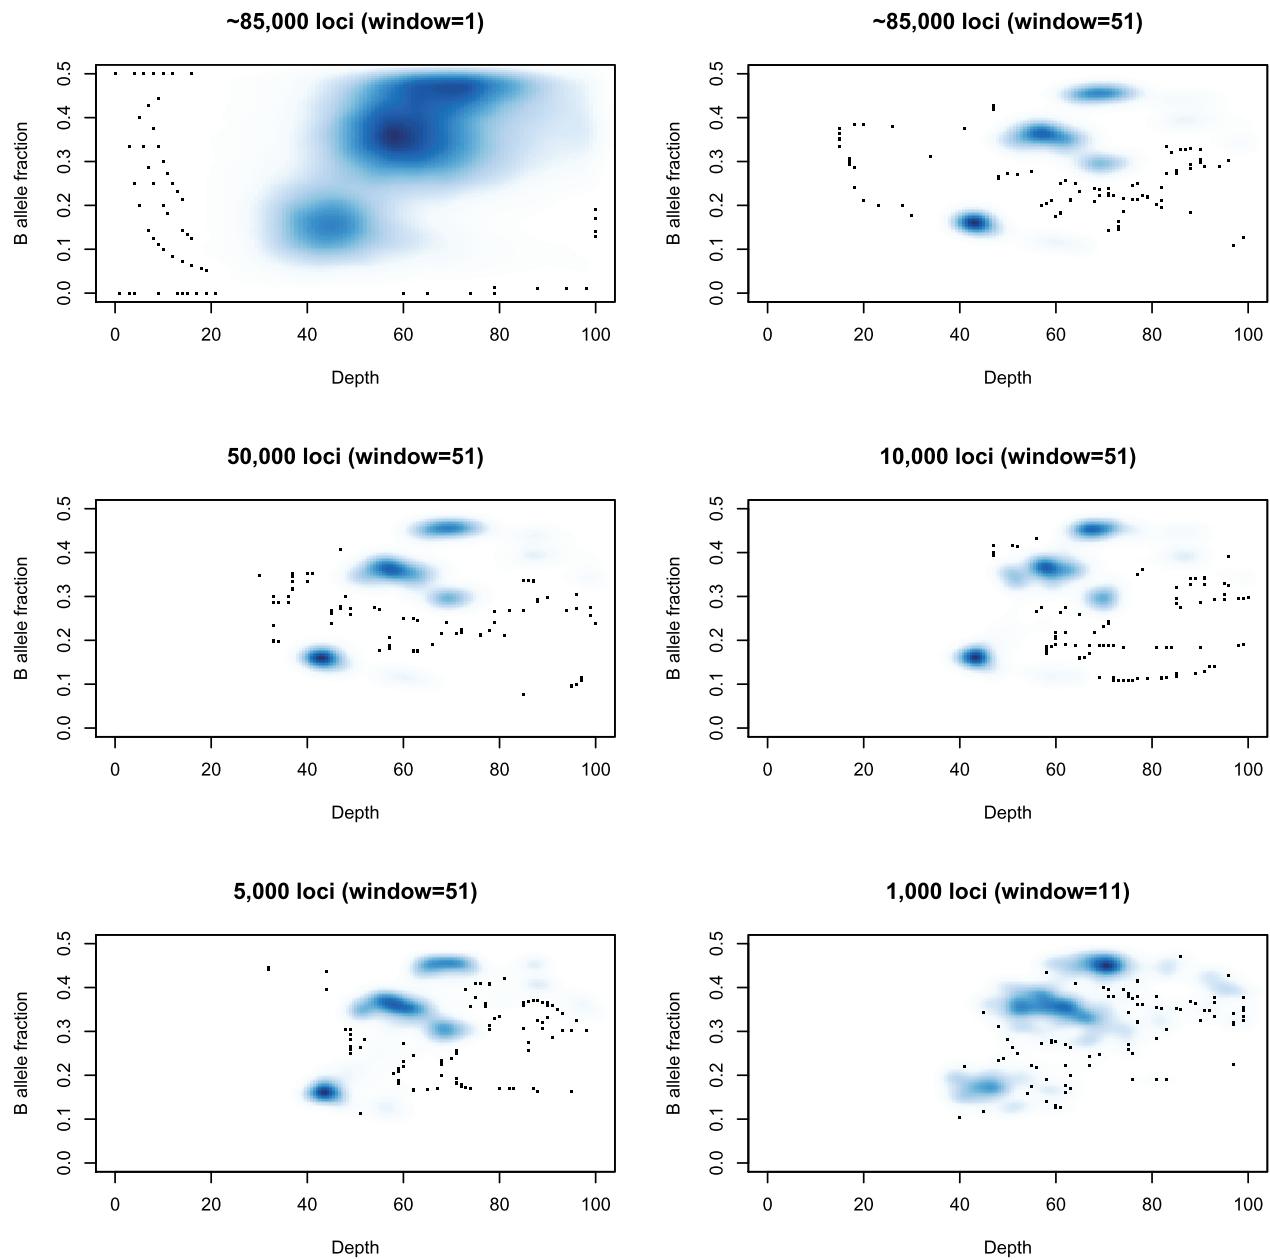 ~85,000 loci (window=1)
B allele fraction
0.5
0.4
0.3
0.2
0.1
0.0
0 20 40 60 80 100
Depth
~85,000 loci (window=51)
B allele fraction
0.5
0.4
0.3
0.2
0.1
0.0
0 20 40 60 80 100
Depth
50,000 loci (window=51)
B allele fraction
0.5
0.4
0.3
0.2
0.1
0.0
0 20 40 60 80 100
Depth
10,000 loci (window=51)
B allele fraction
0.5
0.4
0.3
0.2
0.1
0.0
0 20 40 60 80 100
Depth
5,000 loci (window=51)
B allele fraction
0.5
0.4
0.3
0.2
0.1
0.0
0 20 40 60 80 100
Depth
1,000 loci (window=11)
B allele fraction
0.5
0.4
0.3
0.2
0.1
0.0
0 20 40 60 80 100
Depth